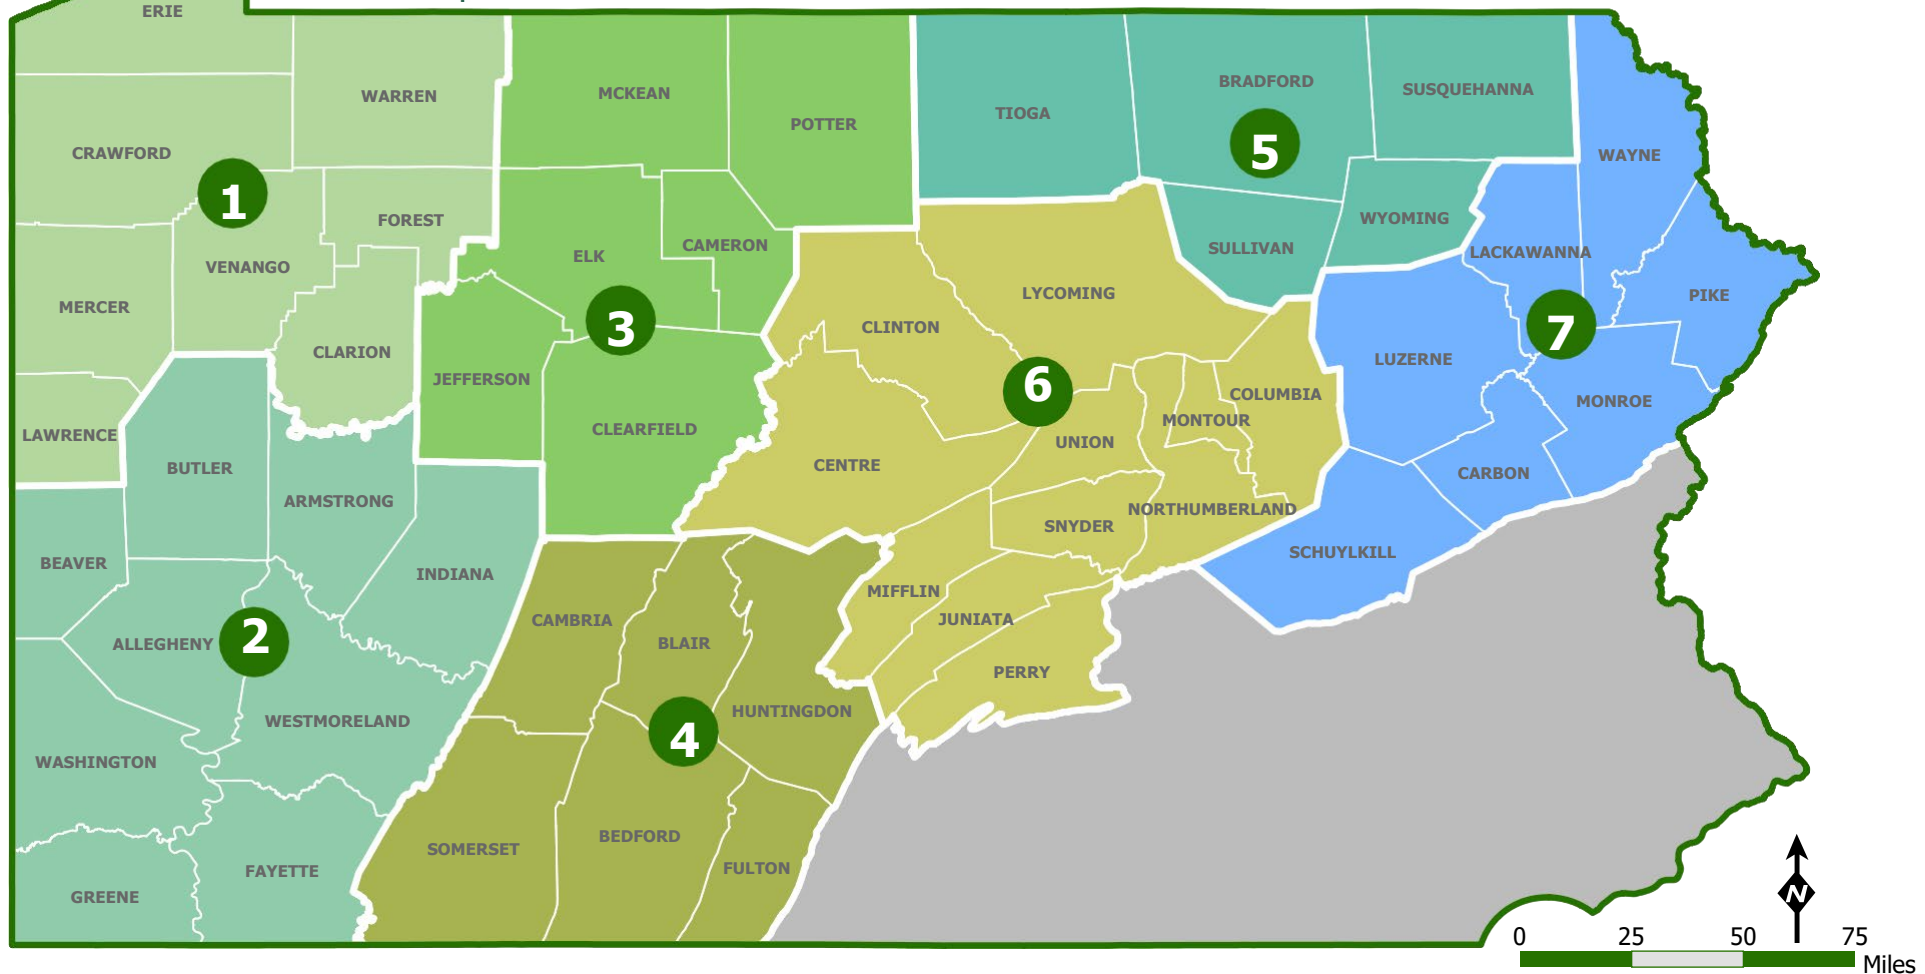 ERIE
WARREN
MCKEAN
POTTER
TIOGA
BRADFORD
SUSQUEHANNA
CRAWFORD
5
WAYNE
1
FOREST
VENANGO
ELK
CAMERON
SULLIVAN
WYOMING
LACKAWANNA
MERCER
CLARION
3
CLINTON
LYCOMING
PIKE
7
LUZERNE
JEFFERSON
6
COLUMBIA
MONTOUR
MONROE
LAWRENCE
BUTLER
CLEARFIELD
CENTRE
UNION
CARBON
ARMSTRONG
SNYDER
NORTHUMBERLAND
SCHUYLKILL
BEAVER
INDIANA
MIFFLIN
JUNIATA
CAMBRIA
ALLEGHENY
2
BLAIR
PERRY
WESTMORELAND
4
HUNTINGDON
WASHINGTON
SOMERSET
BEDFORD
FULTON
GREENE
FAYETTE
N
0 25 50 75
Miles